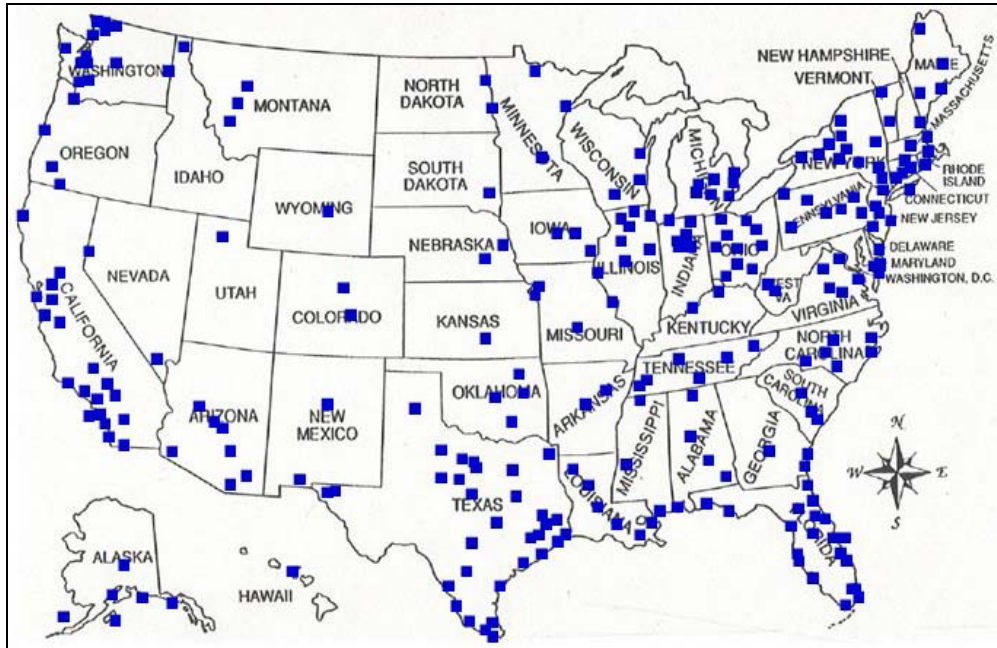 NEW HAMPSHIRE
VERMONT
MAINE
MASSACHUSETTS
WASHINGTON
MONTANA
NORTH
DAKOTA
MINNESOTA
WISCONSIN
MICHIGAN
NEW YORK
RHODE
ISLAND
CONNECTICUT
OREGON
IDAHO
SOUTH
DAKOTA
WYOMING
IOWA
PENNSYLVANIA
NEW JERSEY
NEBRASKA
DELAWARE
MARYLAND
WASHINGTON, D.C.
NEVADA
UTAH
COLORADO
ILLINOIS
INDIANA
OHIO
WEST
VA
VIRGINIA
CALIFORNIA
KANSAS
MISSOURI
KENTUCKY
NORTH
CAROLINA
TENNESSEE
SOUTH
CAROLINA
ARIZONA
NEW
MEXICO
OKLAHOMA
ARKANSAS
MISSISSIPPI
ALABAMA
GEORGIA
N
W
E
S
TEXAS
LOUISIANA
FLORIDA
ALASKA
HAWAII